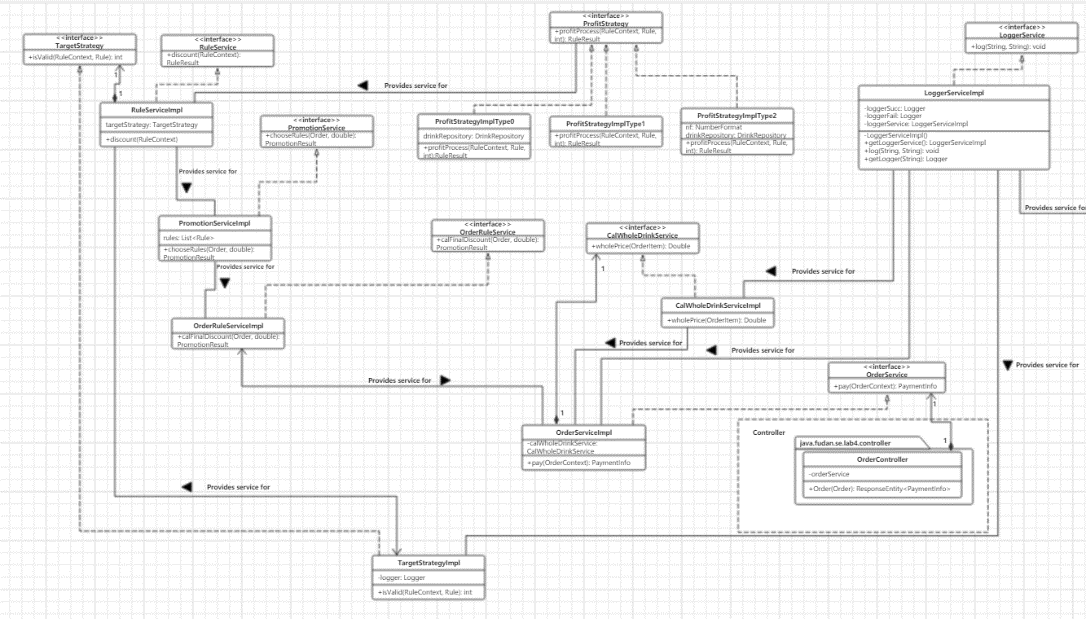 <<interface>>
TargetStrategy
+isValid(RuleContext, Rule): int
<<interface>>
RuleService
+discount(RuleContext):
RuleResult
<<interface>>
ProfitStrategy
+profitProcess(RuleContext, Rule,
int): RuleResult
<<interface>>
LoggerService
+log(String, String): void
1
1
Provides service for
RuleServiceImpl
targetStrategy: TargetStrategy
+discount(RuleContext)
<<interface>>
PromotionService
+chooseRules(Order, double):
PromotionResult
ProfitStrategyImplType0
drinkRepository: DrinkRepository
+profitProcess(RuleContext, Rule,
int):RuleResult
ProfitStrategyImplType1
+profitProcess(RuleContext, Rule,
int): RuleResult
ProfitStrategyImplType2
nf: NumberFormat
drinkRepository: DrinkRepository
+profitProcess(RuleContext, Rule,
int): RuleResult
LoggerServiceImpl
-loggerSucc: Logger
-loggerFail: Logger
-loggerService: LoggerServiceImpl
-LoggerServiceImpl()
+getLoggerService(): LoggerServiceImpl
+log(String, String): void
+getLogger(String): Logger
Provides service for
Provides service fo
PromotionServiceImpl
rules: List<Rule>
+chooseRules(Order, double):
PromotionResult
Provides service for
<<interface>>
OrderRuleService
+calFinalDiscount(Order, double):
PromotionResult
<<interface>>
CalWholeDrinkService
+wholePrice(OrderItem): Double
1
Provides service for
CalWholeDrinkServiceImpl
+wholePrice(OrderItem): Double
OrderRuleServiceImpl
+calFinalDiscount(Order, double):
PromotionResult
Provides service for
Provides service for
Provides service for
<<interface>>
OrderService
+pay(OrderContext): PaymentInfo
1
Provides service for
1
OrderServiceImpl
-calWholeDrinkService:
CalWholeDrinkService
+pay(OrderContext): PaymentInfo
Controller
java.fudan.se.lab4.controller
1
OrderController
-orderService
+Order(Order): ResponseEntity<PaymentInfo>
Provides service for
TargetStrategyImpl
-logger: Logger
+isValid(RuleContext, Rule): int